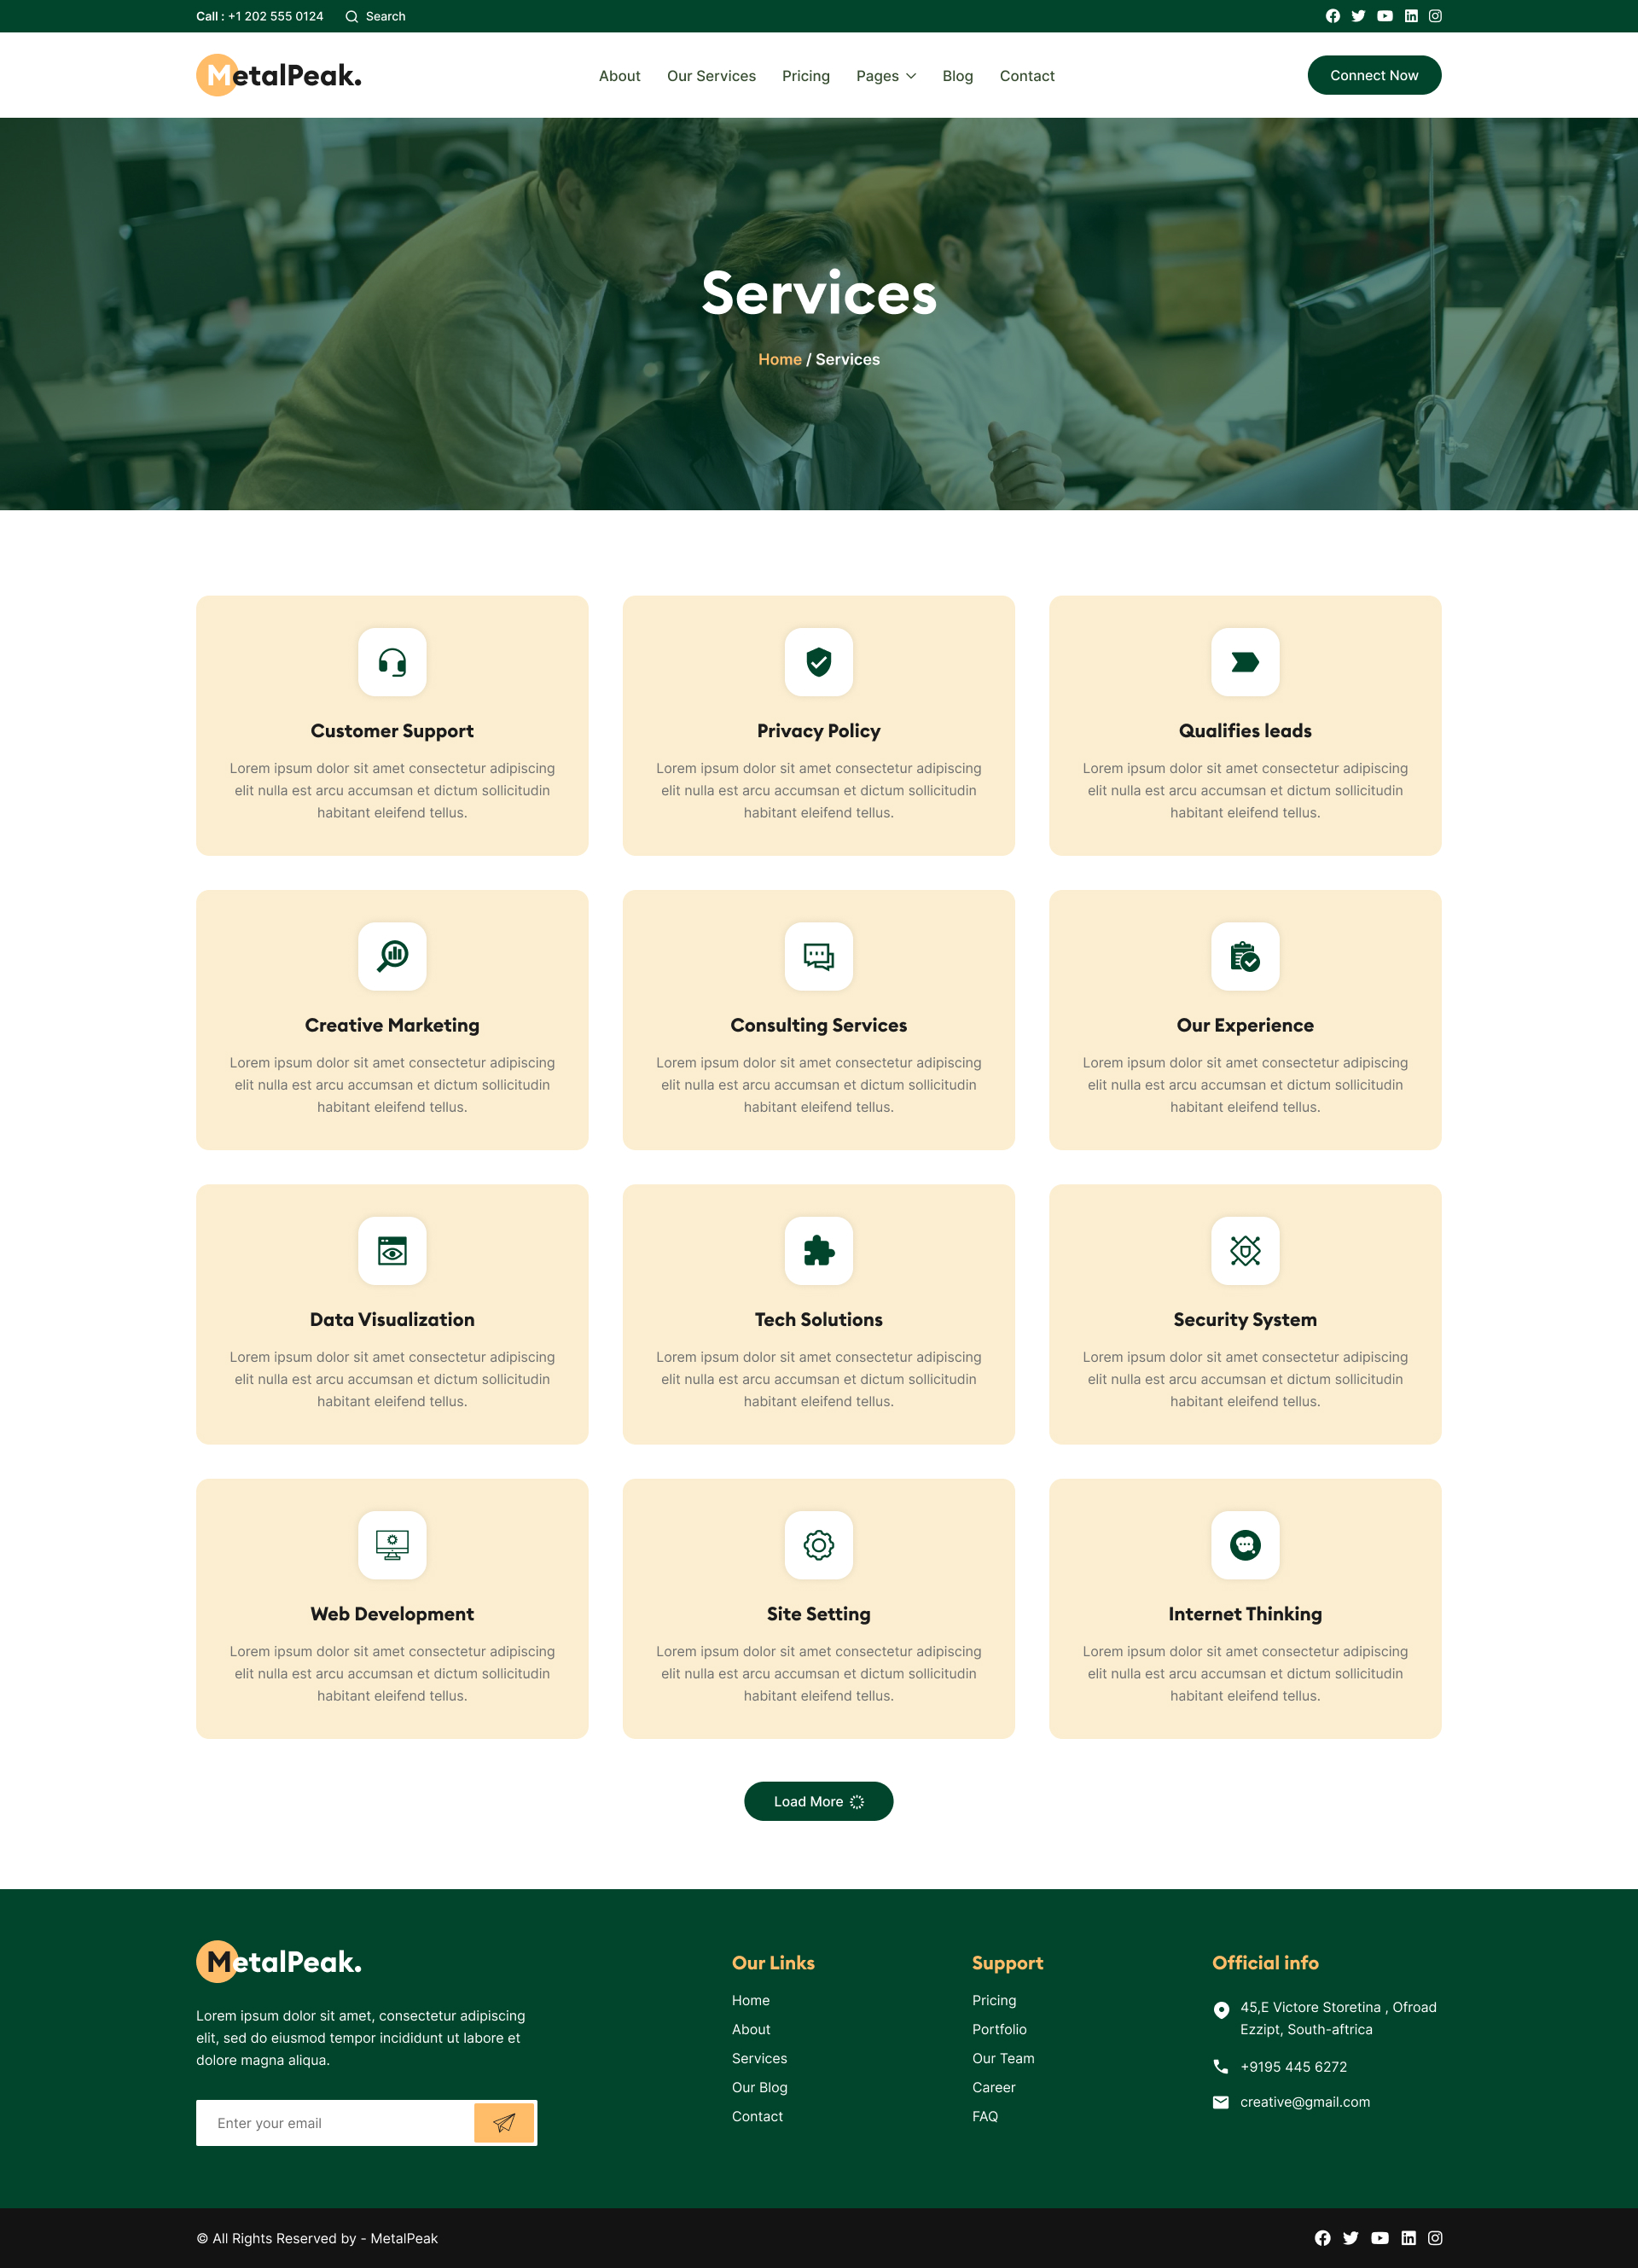 Call : +1 202 555 0124
Search
MetalPeak.
About
Our Services
Pricing
Pages
Blog
Contact
Connect Now
Services
Home / Services
Customer Support
Lorem ipsum dolor sit amet consectetur adipiscing
elit nulla est arcu accumsan et dictum sollicitudin
habitant eleifend tellus.
Privacy Policy
Lorem ipsum dolor sit amet consectetur adipiscing
elit nulla est arcu accumsan et dictum sollicitudin
habitant eleifend tellus.
Qualifies leads
Lorem ipsum dolor sit amet consectetur adipiscing
elit nulla est arcu accumsan et dictum sollicitudin
habitant eleifend tellus.
Creative Marketing
Lorem ipsum dolor sit amet consectetur adipiscing
elit nulla est arcu accumsan et dictum sollicitudin
habitant eleifend tellus.
Consulting Services
Lorem ipsum dolor sit amet consectetur adipiscing
elit nulla est arcu accumsan et dictum sollicitudin
habitant eleifend tellus.
Our Experience
Lorem ipsum dolor sit amet consectetur adipiscing
elit nulla est arcu accumsan et dictum sollicitudin
habitant eleifend tellus.
Data Visualization
Lorem ipsum dolor sit amet consectetur adipiscing
elit nulla est arcu accumsan et dictum sollicitudin
habitant eleifend tellus.
Tech Solutions
Lorem ipsum dolor sit amet consectetur adipiscing
elit nulla est arcu accumsan et dictum sollicitudin
habitant eleifend tellus.
Security System
Lorem ipsum dolor sit amet consectetur adipiscing
elit nulla est arcu accumsan et dictum sollicitudin
habitant eleifend tellus.
Web Development
Lorem ipsum dolor sit amet consectetur adipiscing
elit nulla est arcu accumsan et dictum sollicitudin
habitant eleifend tellus.
Site Setting
Lorem ipsum dolor sit amet consectetur adipiscing
elit nulla est arcu accumsan et dictum sollicitudin
habitant eleifend tellus.
Internet Thinking
Lorem ipsum dolor sit amet consectetur adipiscing
elit nulla est arcu accumsan et dictum sollicitudin
habitant eleifend tellus.
Load More
MetalPeak.
Lorem ipsum dolor sit amet, consectetur adipiscing
elit, sed do eiusmod tempor incididunt ut labore et
dolore magna aliqua.
Enter your email
Our Links
Home
About
Services
Our Blog
Contact
Support
Pricing
Portfolio
Our Team
Career
FAQ
Official info
45,E Victore Storetina , Ofroad
Ezzipt, South-aftrica
+9195 445 6272
creative@gmail.com
© All Rights Reserved by - MetalPeak